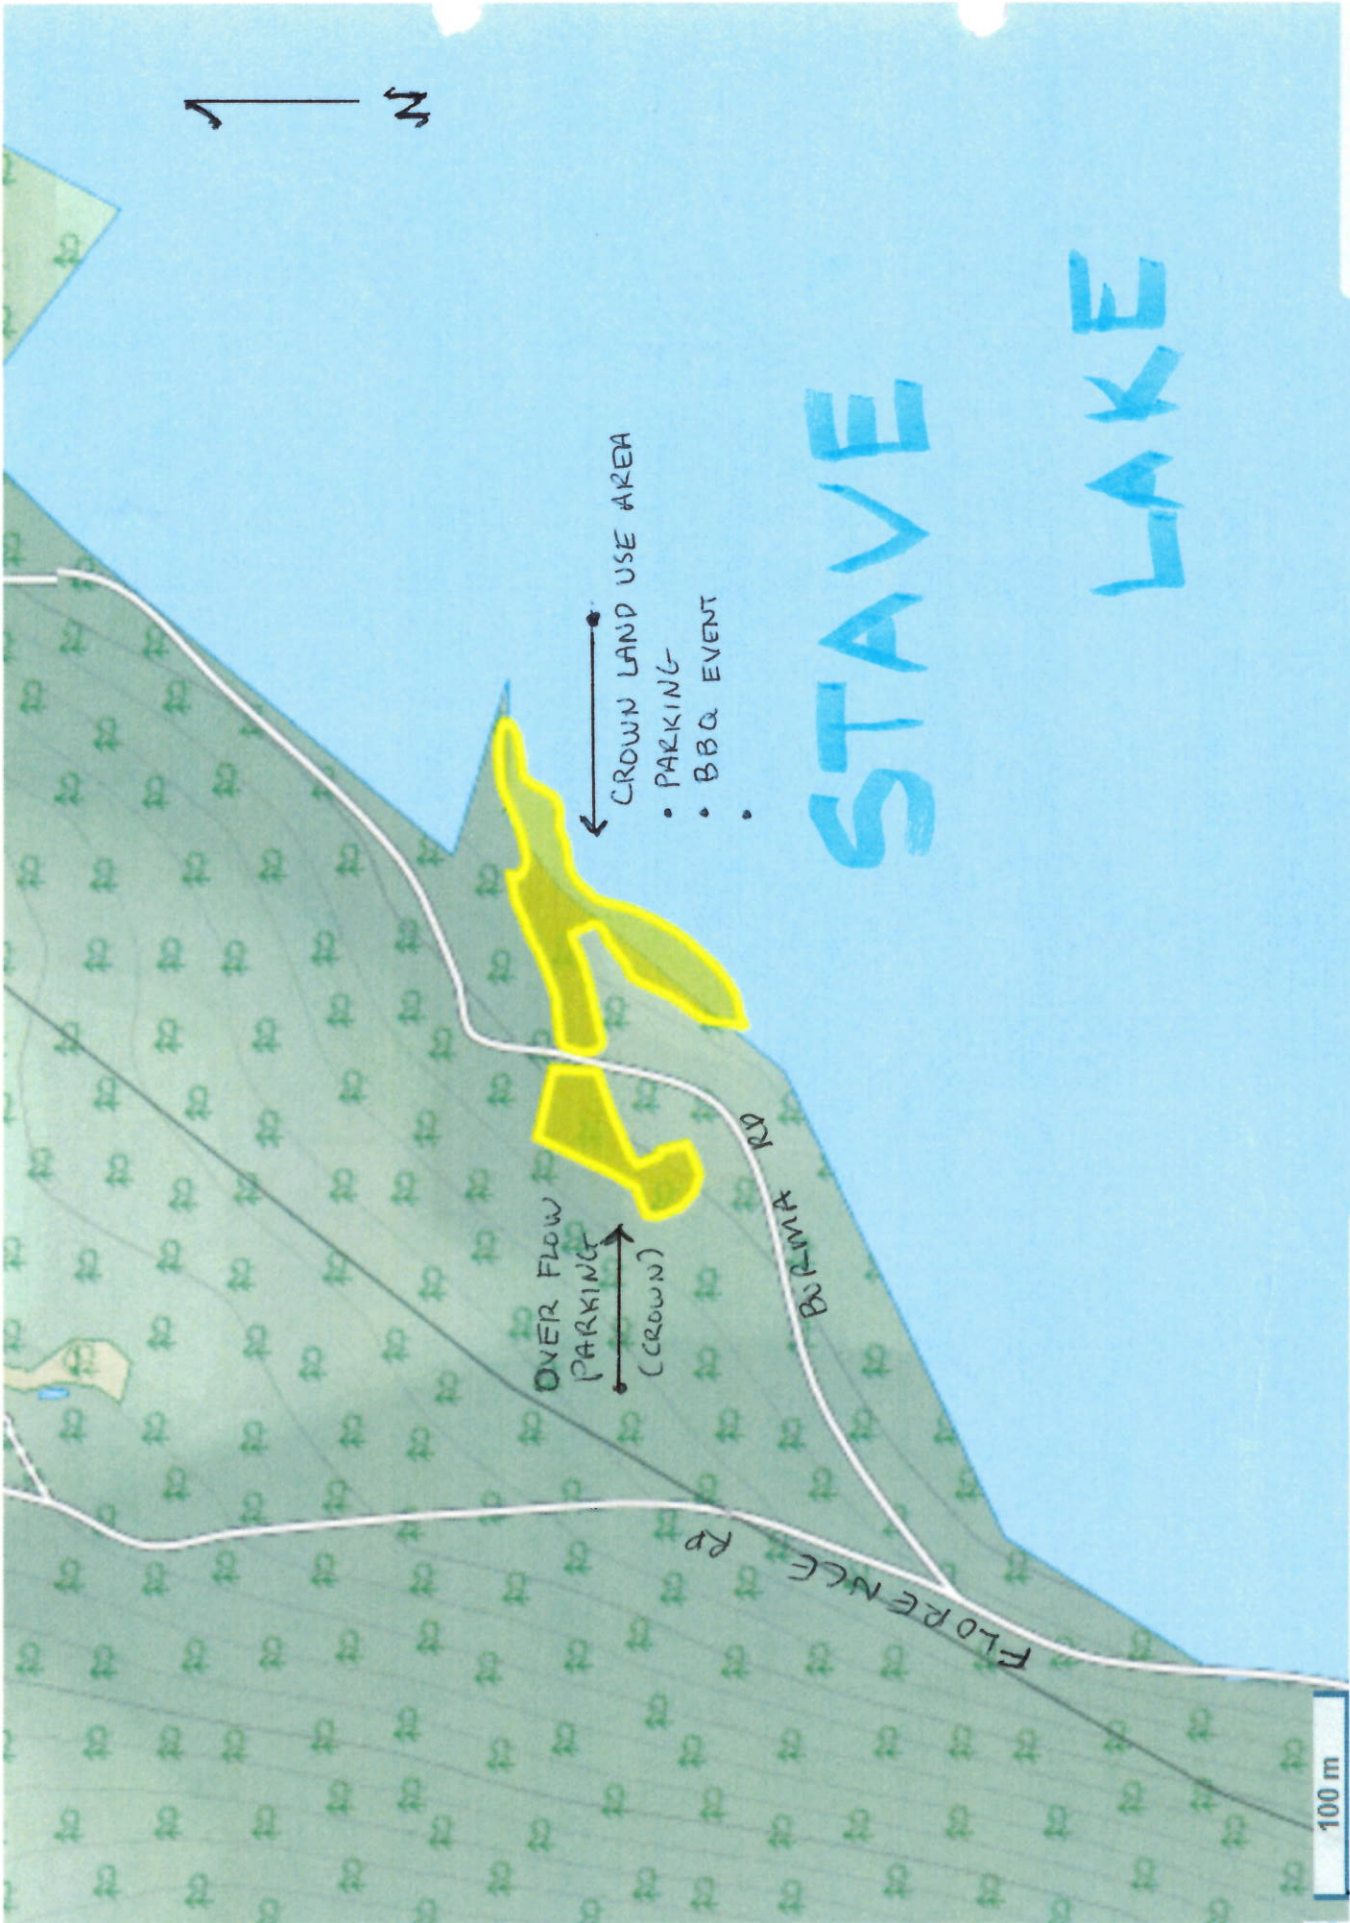 N
CROWN LAND USE AREA
• PARKING
• BBQ EVENT
•
STAVE
LAKE
OVER FLOW
PARKING
(CROWN)
BURMA RD
FLORENCE RD
100 m